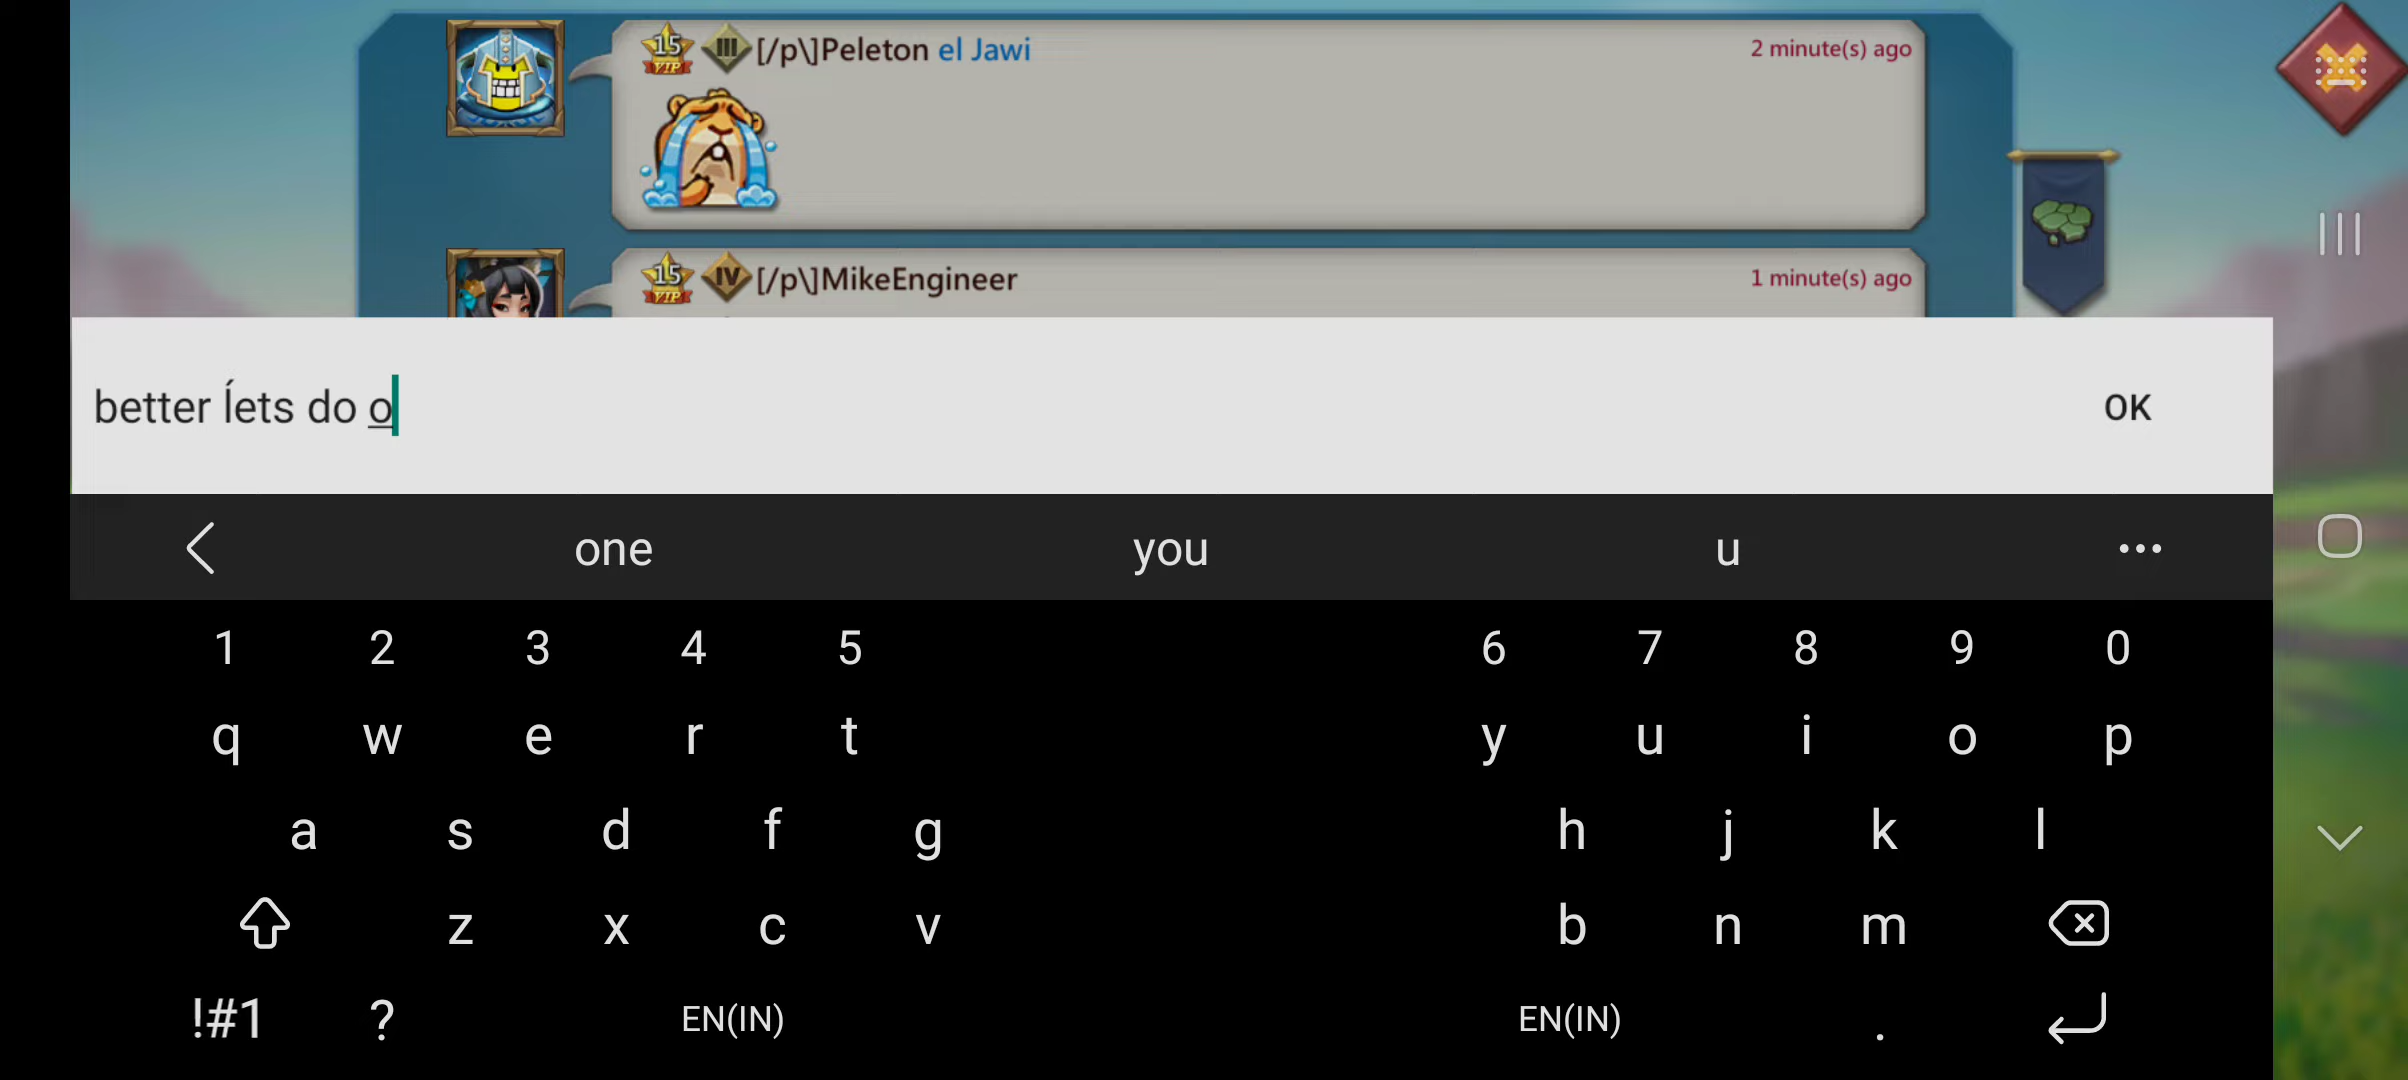 15 VIP III [/p\]Peleton el Jawi 2 minute(s) ago
15 VIP IV [/p\]MikeEngineer 1 minute(s) ago
better ĺets do o OK
one you u ...
1 2 3 4 5 6 7 8 9 0
q w e r t y u i o p
a s d f g h j k l
z x c v b n m
!#1 ? EN(IN) EN(IN) .